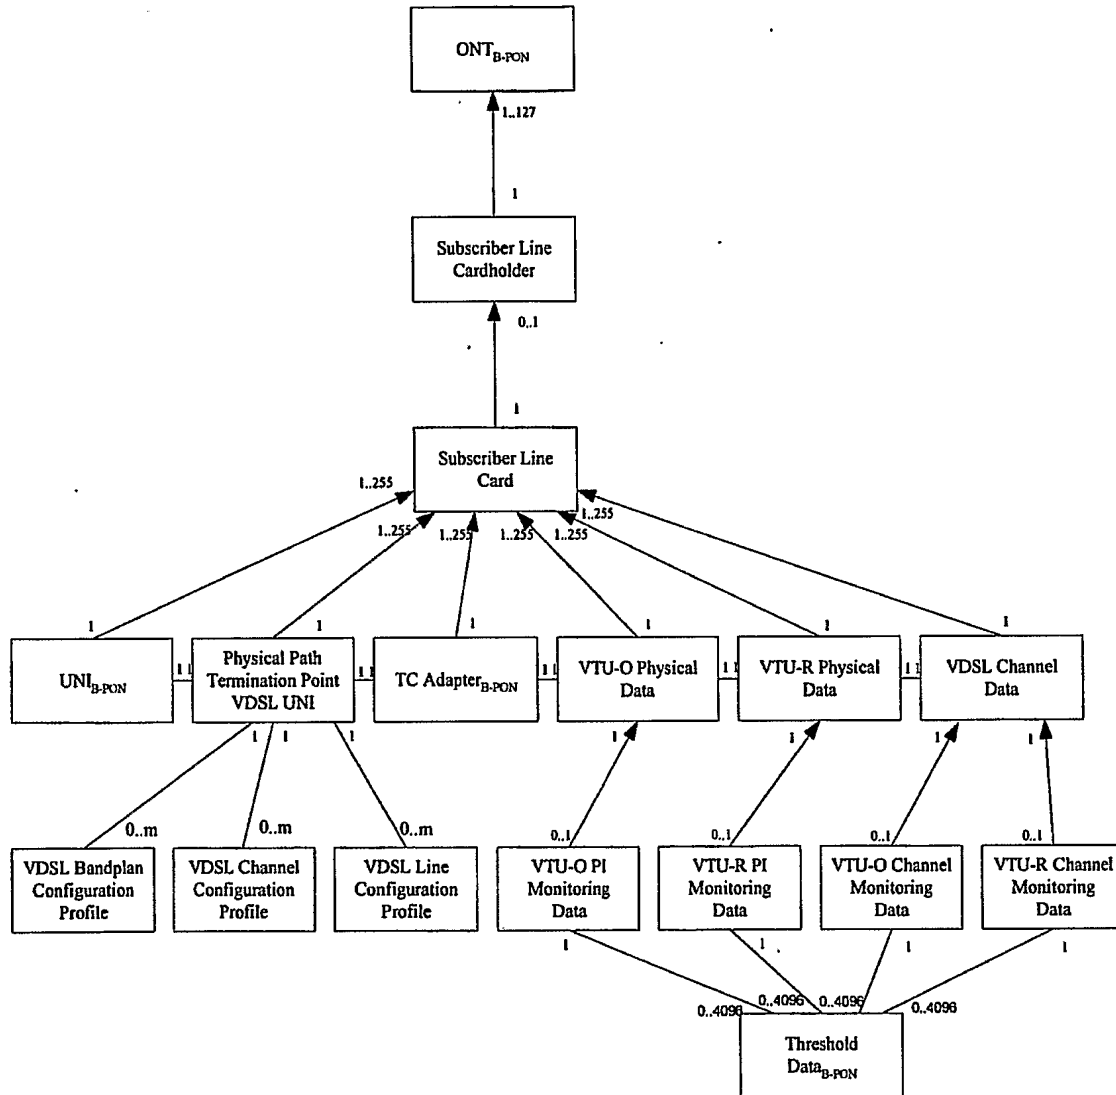 ONT B-PON
1..127
1
Subscriber Line
Cardholder
0..1
1
Subscriber Line
Card
1..255
1..255
1..255
1..255
1..255
1..255
1
1
1
1
1
1
UNI B-PON
1 1
Physical Path
Termination Point
VDSL UNI
1 1
TC Adapter B-PON
1 1
VTU-O Physical
Data
1 1
VTU-R Physical
Data
1 1
VDSL Channel
Data
1
1
1
1
1
1
1
0..m
0..m
0..m
0..1
0..1
0..1
0..1
VDSL Bandplan
Configuration
Profile
VDSL Channel
Configuration
Profile
VDSL Line
Configuration
Profile
VTU-O PI
Monitoring
Data
VTU-R PI
Monitoring
Data
VTU-O Channel
Monitoring
Data
VTU-R Channel
Monitoring
Data
1
1
1
1
0..4096
0..4096
0..4096
0..4096
Threshold
Data B-PON